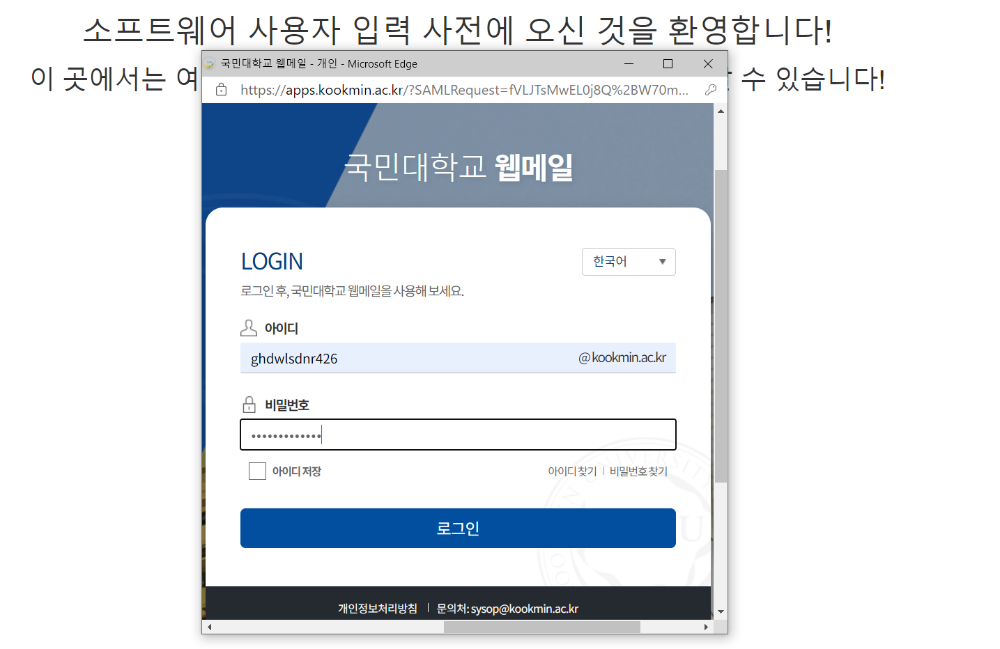 소프트웨어 사용자 입력 사전에 오신 것을 환영합니다!
이 곳에서는 여 수 있습니다!
국민대학교 웹메일 - 개인 - Microsoft Edge
https://apps.kookmin.ac.kr/?SAMLRequest=fVLJTsMwEL0j8Q%2BW70m...
국민대학교 웹메일
LOGIN
한국어
로그인 후, 국민대학교 웹메일을 사용해 보세요.
아이디
ghdwlsdnr426 @kookmin.ac.kr
비밀번호
•••••••••••••
아이디 저장 아이디 찾기 | 비밀번호 찾기
로그인
개인정보처리방침 | 문의처: sysop@kookmin.ac.kr